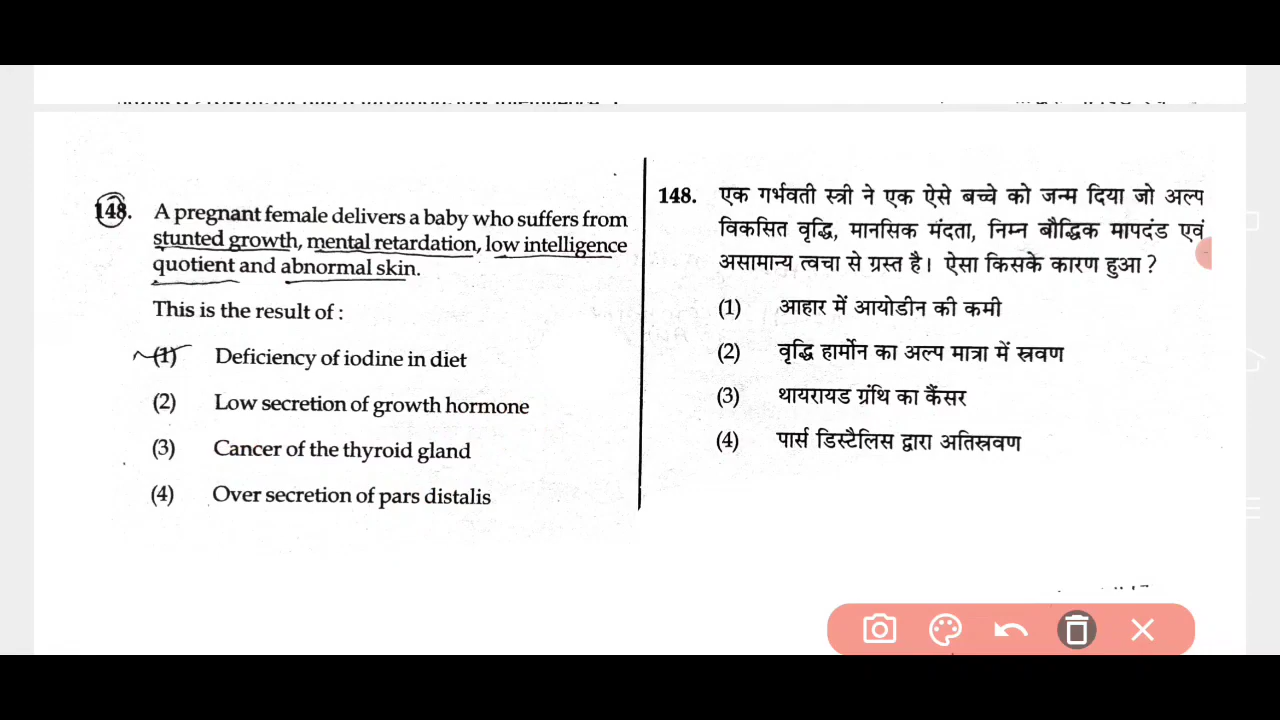 148. A pregnant female delivers a baby who suffers from
stunted growth, mental retardation, low intelligence
quotient and abnormal skin.
This is the result of :
(1) Deficiency of iodine in diet
(2) Low secretion of growth hormone
(3) Cancer of the thyroid gland
(4) Over secretion of pars distalis
148. एक गर्भवती स्त्री ने एक ऐसे बच्चे को जन्म दिया जो अल्प
विकसित वृद्धि, मानसिक मंदता, निम्न बौद्धिक मापदंड एवं
असामान्य त्वचा से ग्रस्त है। ऐसा किसके कारण हुआ ?
(1) आहार में आयोडीन की कमी
(2) वृद्धि हार्मोन का अल्प मात्रा में स्रवण
(3) थायरायड ग्रंथि का कैंसर
(4) पार्स डिस्टैलिस द्वारा अतिस्रवण